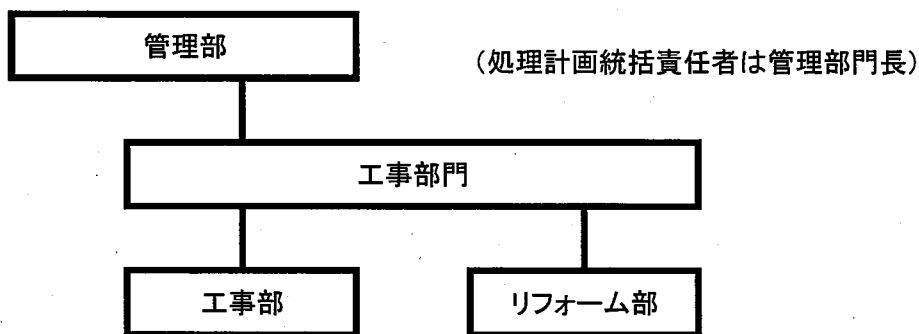 管理部
（処理計画統括責任者は管理部門長）
工事部門
工事部
リフォーム部